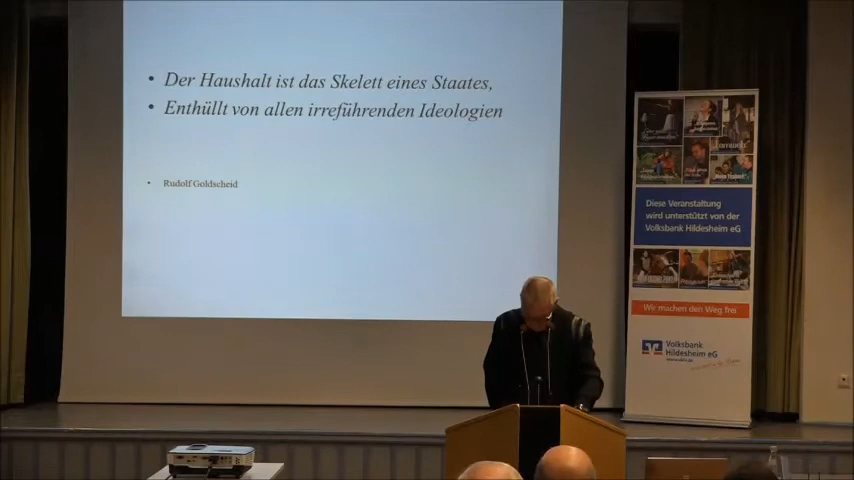 Der Haushalt ist das Skelett eines Staates,
Enthüllt von allen irreführenden Ideologien
Rudolf Goldscheid
Diese Veranstaltung
wird unterstützt von der
Volksbank Hildesheim eG
Wir machen den Weg frei
Volksbank
Hildesheim eG